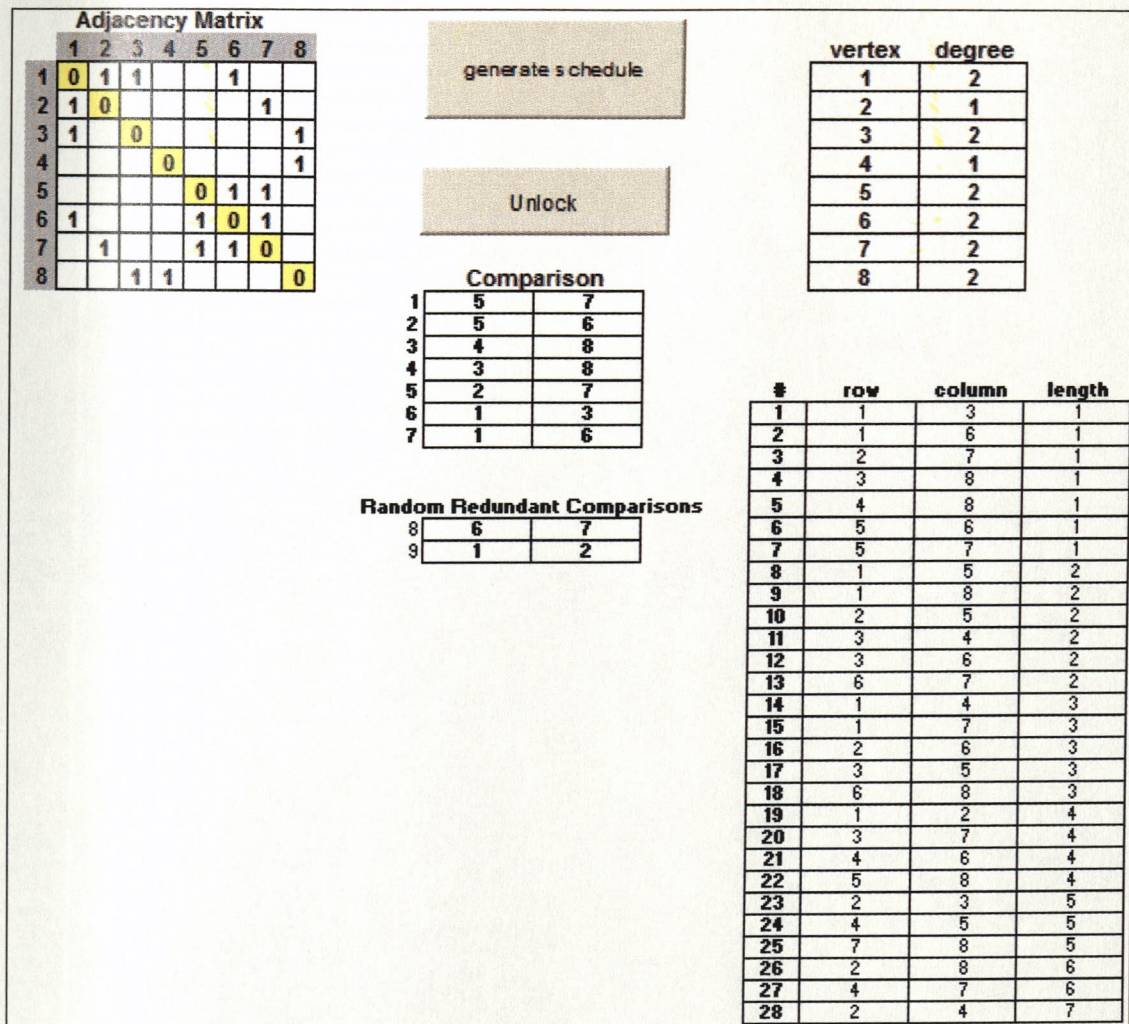 Adjacency Matrix
1 2 3 4 5 6 7 8
1 0 1 1 1
2 1 0 1
3 1 0 1
4 0 1
5 0 1 1
6 1 1 0 1
7 1 1 1 0
8 1 1 0
generate schedule
Unlock
Comparison
1 5 7
2 5 6
3 4 8
4 3 8
5 2 7
6 1 3
7 1 6
Random Redundant Comparisons
8 6 7
9 1 2
vertex degree
1 2
2 1
3 2
4 1
5 2
6 2
7 2
8 2
# row column length
1 1 3 1
2 1 6 1
3 2 7 1
4 3 8 1
5 4 8 1
6 5 6 1
7 5 7 1
8 1 5 2
9 1 8 2
10 2 5 2
11 3 4 2
12 3 6 2
13 6 7 2
14 1 4 3
15 1 7 3
16 2 6 3
17 3 5 3
18 6 8 3
19 1 2 4
20 3 7 4
21 4 6 4
22 5 8 4
23 2 3 5
24 4 5 5
25 7 8 5
26 2 8 6
27 4 7 6
28 2 4 7